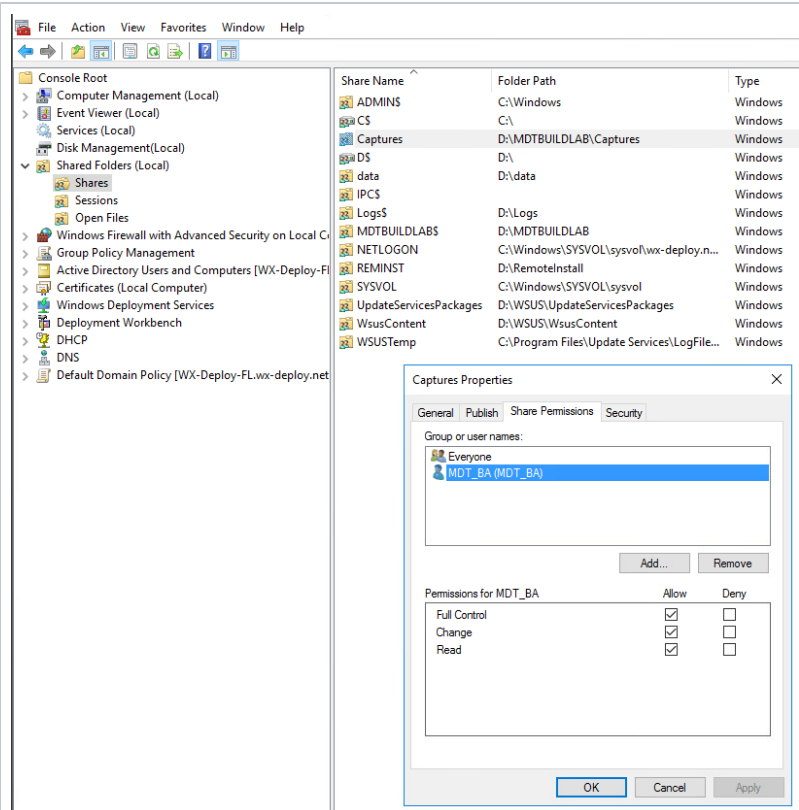 File Action View Favorites Window Help
Console Root
Computer Management (Local)
Event Viewer (Local)
Services (Local)
Disk Management(Local)
Shared Folders (Local)
Shares
Sessions
Open Files
Windows Firewall with Advanced Security on Local Co
Group Policy Management
Active Directory Users and Computers [WX-Deploy-Fl
Certificates (Local Computer)
Windows Deployment Services
Deployment Workbench
DHCP
DNS
Default Domain Policy [WX-Deploy-FL.wx-deploy.net
Share Name Folder Path Type
ADMIN$ C:\Windows Windows
C$ C:\ Windows
Captures D:\MDTBUILDLAB\Captures Windows
D$ D:\ Windows
data D:\data Windows
IPC$ Windows
Logs$ D:\Logs Windows
MDTBUILDLAB$ D:\MDTBUILDLAB Windows
NETLOGON C:\Windows\SYSVOL\sysvol\wx-deploy.n... Windows
REMINST D:\RemoteInstall Windows
SYSVOL C:\Windows\SYSVOL\sysvol Windows
UpdateServicesPackages D:\WSUS\UpdateServicesPackages Windows
WsusContent D:\WSUS\WsusContent Windows
WSUSTemp C:\Program Files\Update Services\LogFile... Windows
Captures Properties
General Publish Share Permissions Security
Group or user names:
Everyone
MDT_BA (MDT_BA)
Add... Remove
Permissions for MDT_BA Allow Deny
Full Control
Change
Read
OK Cancel Apply